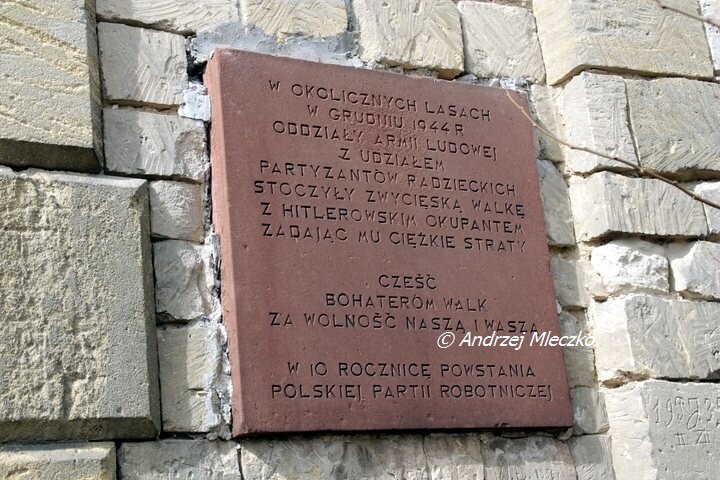 W OKOLICZNYCH LASACH
W GRUDNIU 1944 R
ODDZIAŁY ARMII LUDOWEJ
Z UDZIAŁEM
PARTYZANTÓW RADZIECKICH
STOCZYŁY ZWYCIĘSKĄ WALKĘ
Z HITLEROWSKIM OKUPANTEM
ZADAJĄC MU CIĘŻKIE STRATY
CZEŚĆ
BOHATERÓM WALK
ZA WOLNOŚĆ NASZĄ I WASZĄ
© Andrzej Mleczko
W 10 ROCZNICĘ POWSTANIA
POLSKIEJ PARTII ROBOTNICZEJ